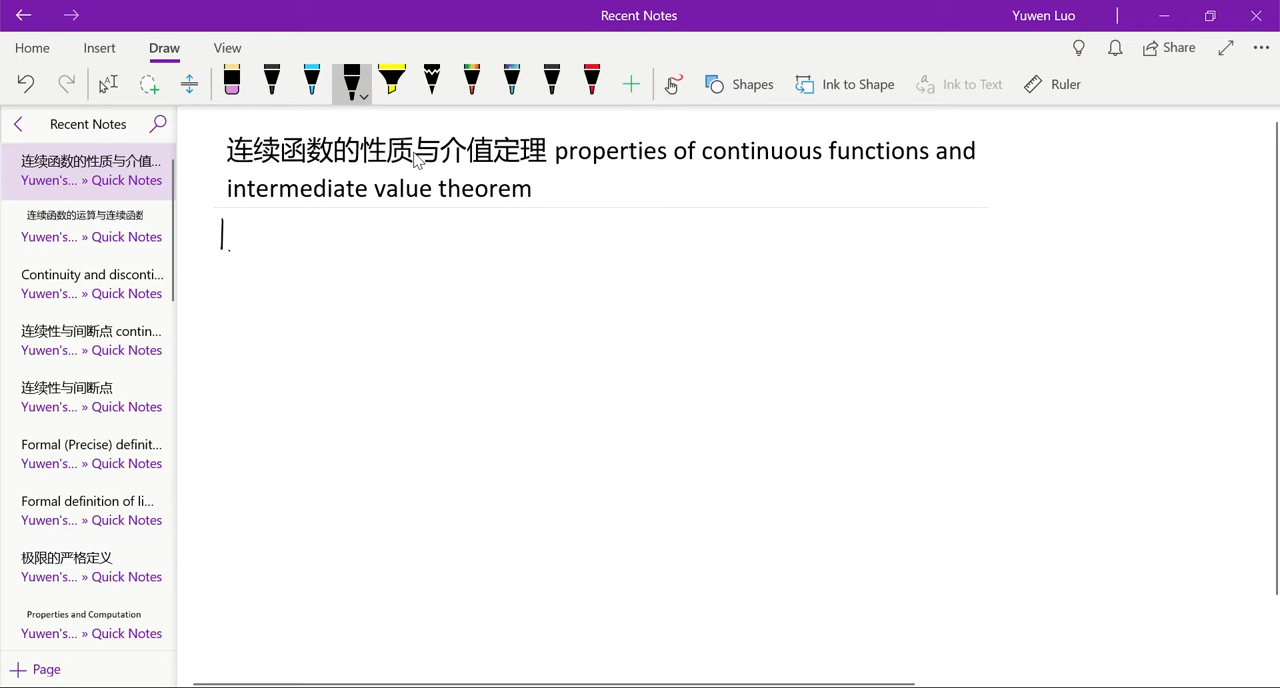 Recent Notes
Yuwen Luo
Home Insert Draw View
Share
Shapes Ink to Shape Ink to Text Ruler
Recent Notes
连续函数的性质与介值...
Yuwen's... » Quick Notes
连续函数的运算与连续函数
Yuwen's... » Quick Notes
Continuity and disconti...
Yuwen's... » Quick Notes
连续性与间断点 contin...
Yuwen's... » Quick Notes
连续性与间断点
Yuwen's... » Quick Notes
Formal (Precise) definit...
Yuwen's... » Quick Notes
Formal definition of li...
Yuwen's... » Quick Notes
极限的严格定义
Yuwen's... » Quick Notes
Properties and Computation
Yuwen's... » Quick Notes
Page
连续函数的性质与介值定理 properties of continuous functions and
intermediate value theorem
1.